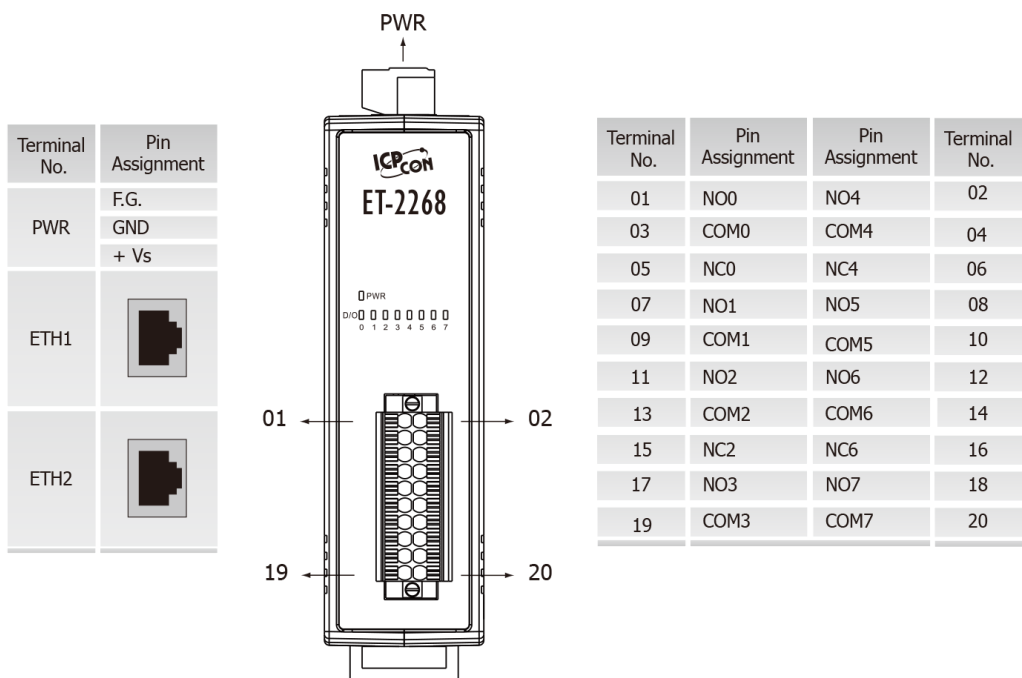 PWR
Terminal No. Pin Assignment
PWR F.G.
GND
+ Vs
ETH1
ETH2
ICP CON
ET-2268
PWR
D/O
0 1 2 3 4 5 6 7
01 02
19 20
Terminal No. Pin Assignment Pin Assignment Terminal No.
01 NO0 NO4 02
03 COM0 COM4 04
05 NC0 NC4 06
07 NO1 NO5 08
09 COM1 COM5 10
11 NO2 NO6 12
13 COM2 COM6 14
15 NC2 NC6 16
17 NO3 NO7 18
19 COM3 COM7 20